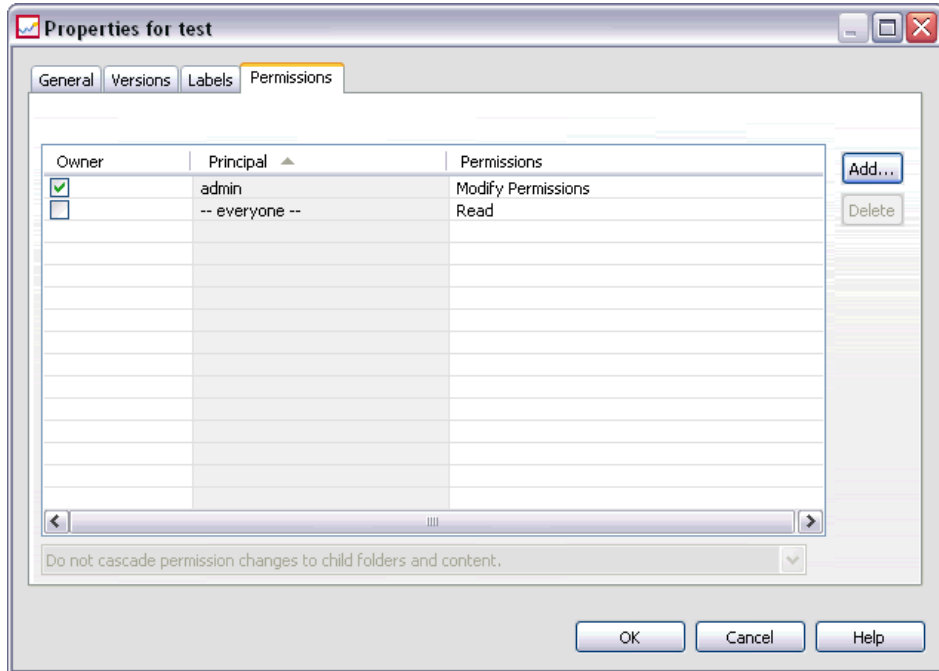 Properties for test
General Versions Labels Permissions
Owner Principal Permissions
admin Modify Permissions
-- everyone -- Read
Add...
Delete
Do not cascade permission changes to child folders and content.
OK Cancel Help